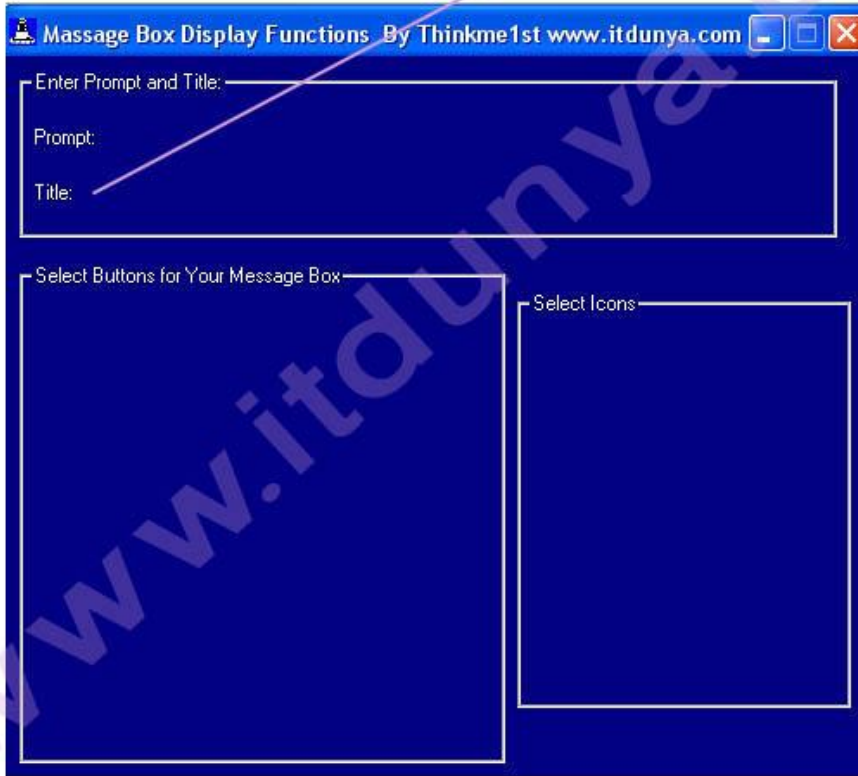 Massage Box Display Functions By Thinkme1st www.itdunya.com
Enter Prompt and Title:
Prompt:
Title:
Select Buttons for Your Message Box
Select Icons
www.itdunya.